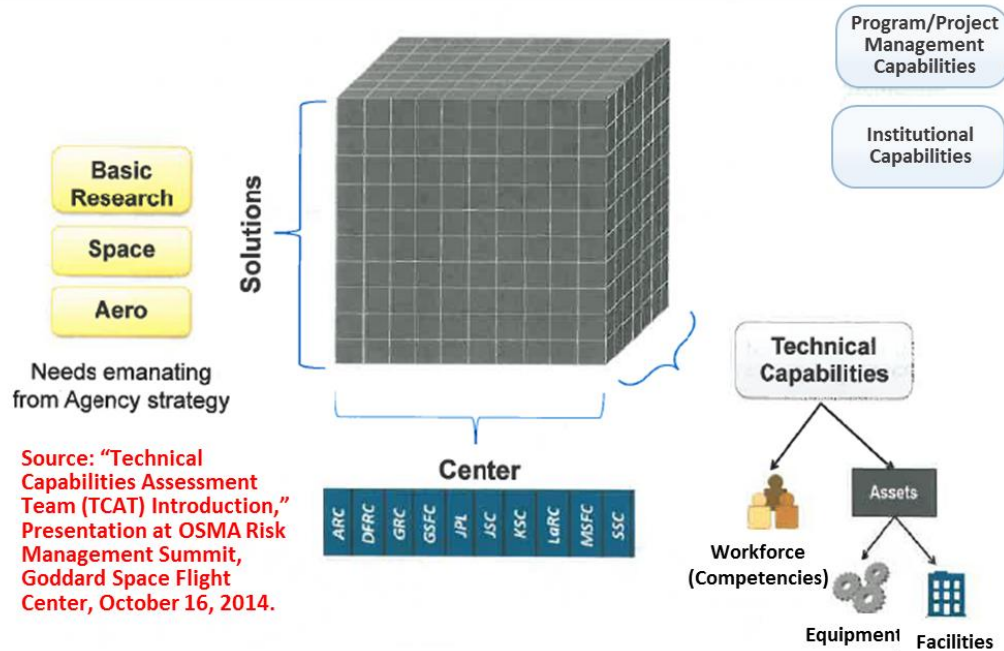 Program/Project
Management
Capabilities
Institutional
Capabilities
Basic
Research
Space
Aero
Needs emanating
from Agency strategy
Solutions
Technical
Capabilities
Center
ARC
DFRC
GRC
GSFC
JPL
JSC
KSC
LaRC
MSFC
SSC
Source: “Technical
Capabilities Assessment
Team (TCAT) Introduction,”
Presentation at OSMA Risk
Management Summit,
Goddard Space Flight
Center, October 16, 2014.
Assets
Workforce
(Competencies)
Equipment
Facilities